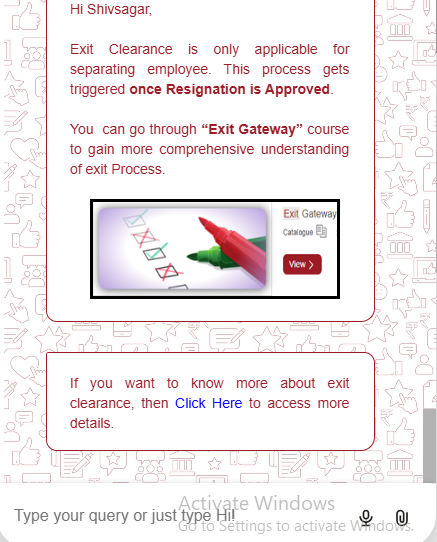 Hi Shivsagar,
Exit Clearance is only applicable for
separating employee. This process gets
triggered once Resignation is Approved.
You can go through “Exit Gateway” course
to gain more comprehensive understanding
of exit Process.
Exit Gateway
Catalogue
View >
If you want to know more about exit
clearance, then Click Here to access more
details.
Activate Windows
Type your query or just type Hi!
Go to Settings to activate Windows.